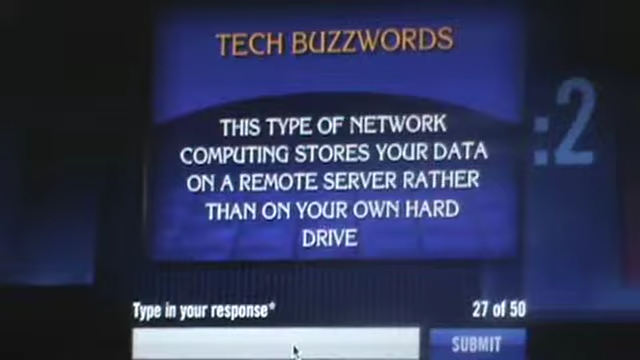 TECH BUZZWORDS
THIS TYPE OF NETWORK
COMPUTING STORES YOUR DATA
ON A REMOTE SERVER RATHER
THAN ON YOUR OWN HARD
DRIVE
:2
Type in your response*
27 of 50
SUBMIT